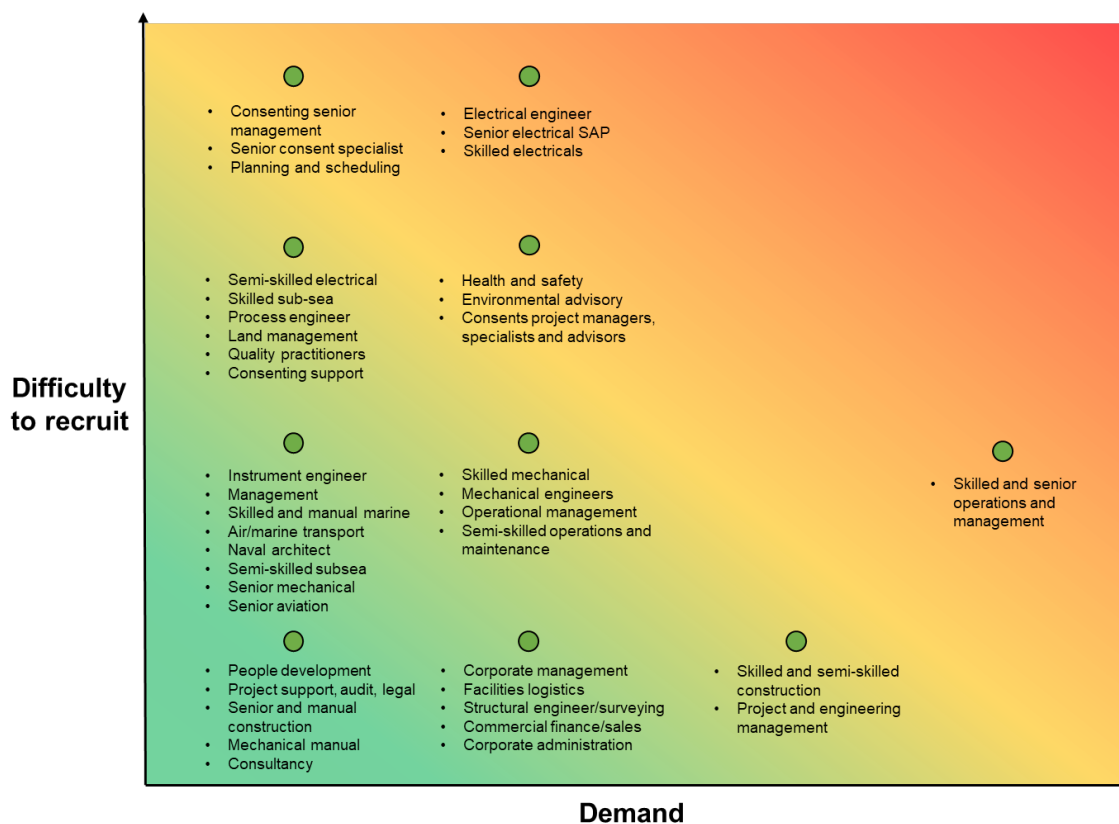 • Consenting senior
management
• Senior consent specialist
• Planning and scheduling
• Electrical engineer
• Senior electrical SAP
• Skilled electricals
• Semi-skilled electrical
• Skilled sub-sea
• Process engineer
• Land management
• Quality practitioners
• Consenting support
• Health and safety
• Environmental advisory
• Consents project managers,
specialists and advisors
Difficulty
to recruit
• Instrument engineer
• Management
• Skilled and manual marine
• Air/marine transport
• Naval architect
• Semi-skilled subsea
• Senior mechanical
• Senior aviation
• Skilled mechanical
• Mechanical engineers
• Operational management
• Semi-skilled operations and
maintenance
• Skilled and senior
operations and
management
• People development
• Project support, audit, legal
• Senior and manual
construction
• Mechanical manual
• Consultancy
• Corporate management
• Facilities logistics
• Structural engineer/surveying
• Commercial finance/sales
• Corporate administration
• Skilled and semi-skilled
construction
• Project and engineering
management
Demand